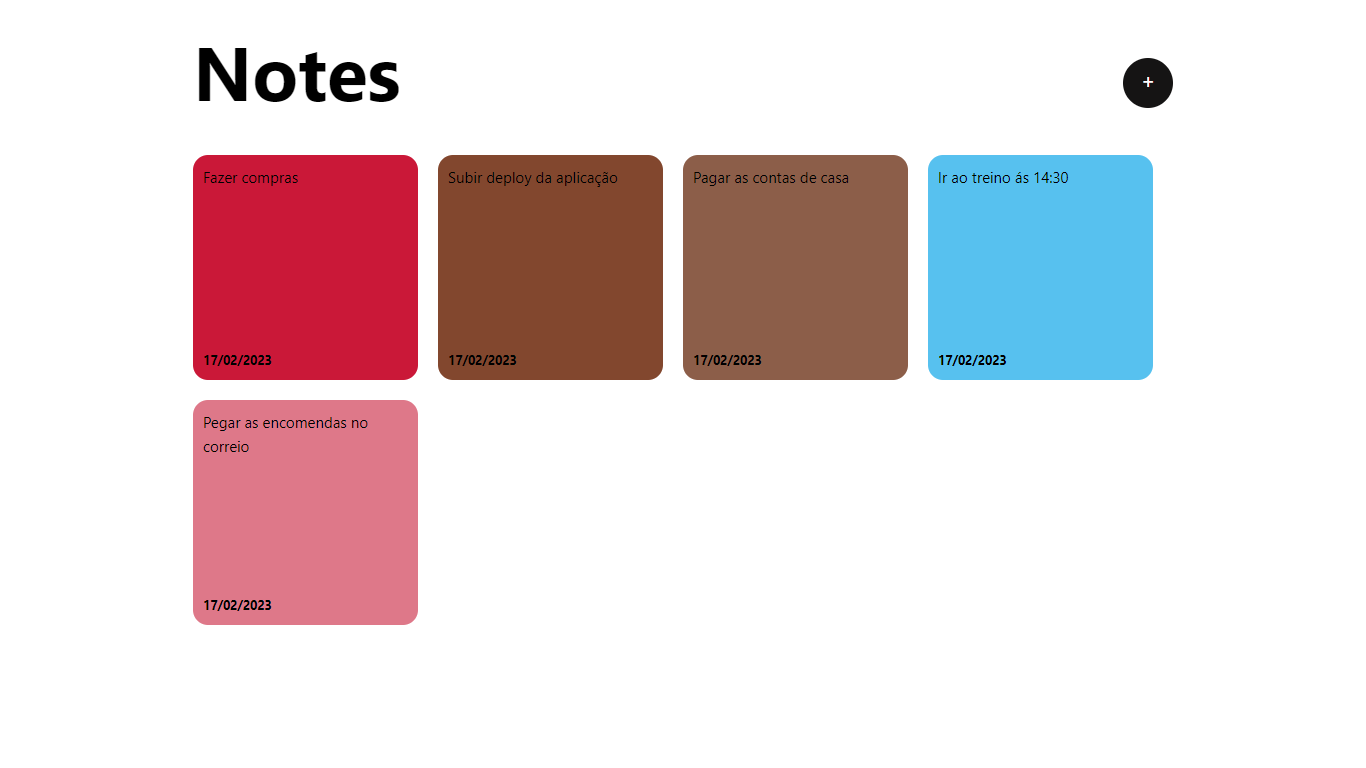 Notes
+
Fazer compras
Subir deploy da aplicação
Pagar as contas de casa
Ir ao treino ás 14:30
17/02/2023
17/02/2023
17/02/2023
17/02/2023
Pegar as encomendas no
correio
17/02/2023